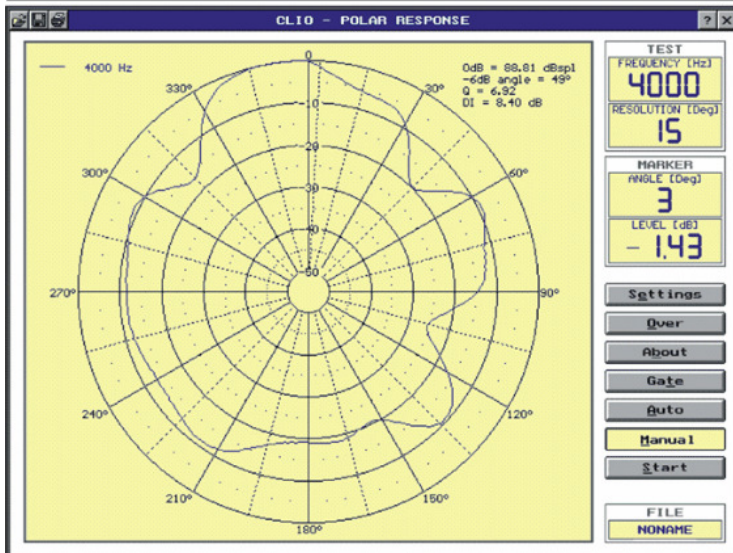 CLIO - POLAR RESPONSE
? X
4000 Hz
0dB = 88.81 dBspl
-6dB angle = 49°
Q = 6.92
DI = 8.40 dB
0
30°
60°
90°
120°
150°
180°
210°
240°
270°
300°
330°
-10
-20
-30
-40
-50
TEST
FREQUENCY [Hz]
4000
RESOLUTION [Deg]
15
MARKER
ANGLE [Deg]
3
LEVEL [dB]
-1.43
Settings
Over
About
Gate
Auto
Manual
Start
FILE
NONAME